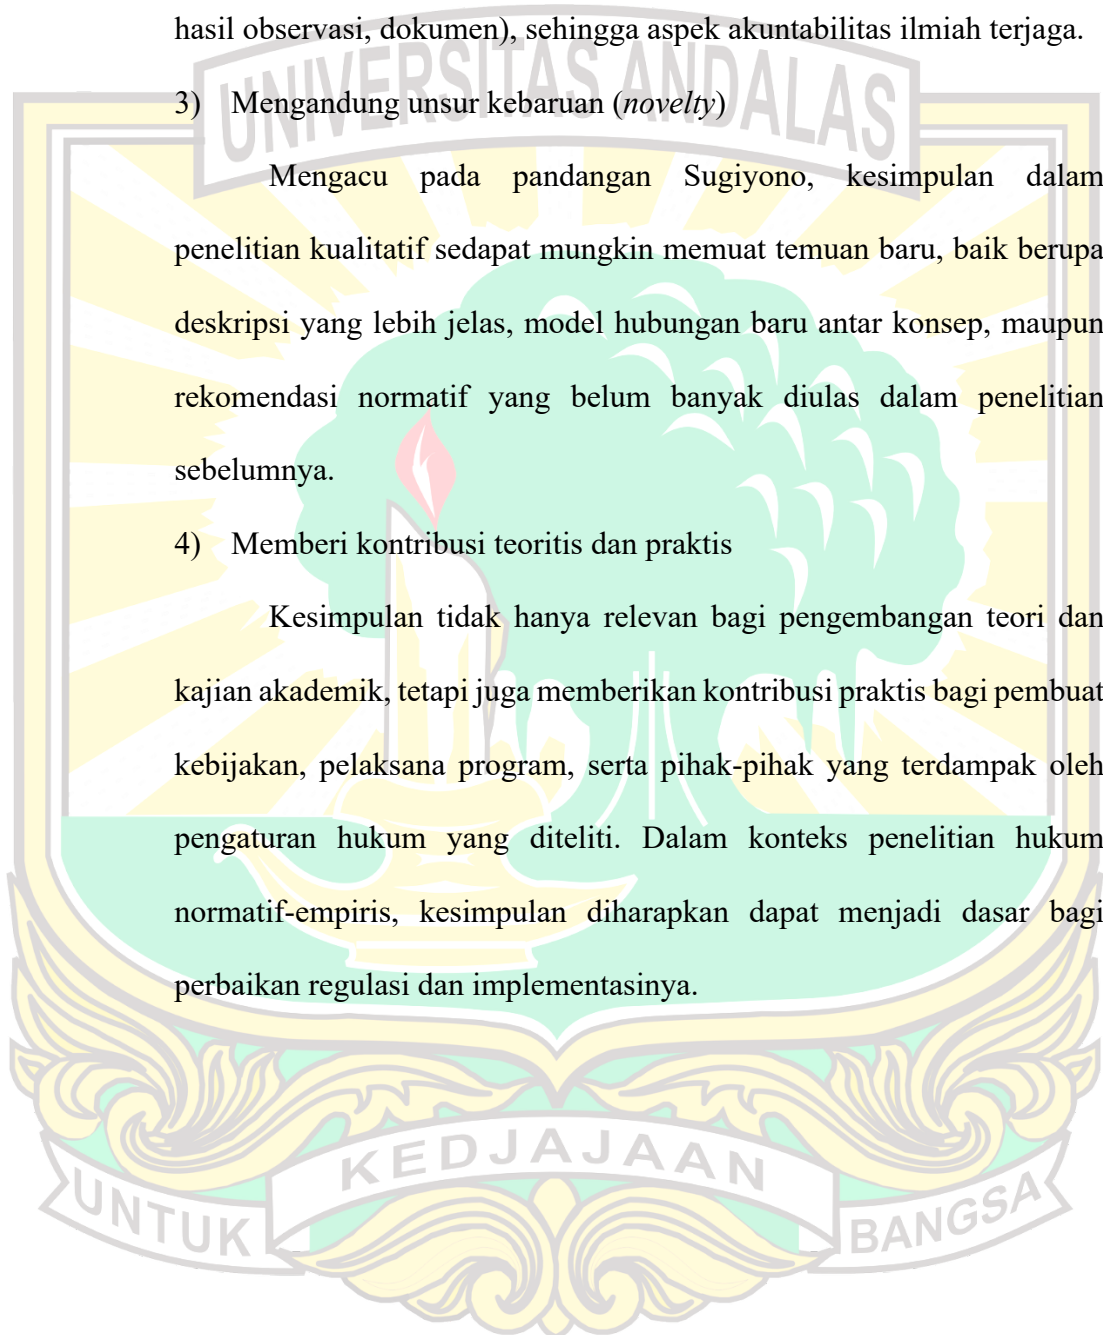 hasil observasi, dokumen), sehingga aspek akuntabilitas ilmiah terjaga.
UNIVERSITAS ANDALAS
3) Mengandung unsur kebaruan (novelty)
Mengacu pada pandangan Sugiyono, kesimpulan dalam
penelitian kualitatif sedapat mungkin memuat temuan baru, baik berupa
deskripsi yang lebih jelas, model hubungan baru antar konsep, maupun
rekomendasi normatif yang belum banyak diulas dalam penelitian
sebelumnya.
4) Memberi kontribusi teoritis dan praktis
Kesimpulan tidak hanya relevan bagi pengembangan teori dan
kajian akademik, tetapi juga memberikan kontribusi praktis bagi pembuat
kebijakan, pelaksana program, serta pihak-pihak yang terdampak oleh
pengaturan hukum yang diteliti. Dalam konteks penelitian hukum
normatif-empiris, kesimpulan diharapkan dapat menjadi dasar bagi
perbaikan regulasi dan implementasinya.
UNTUK KEDJAJAAN BANGSA